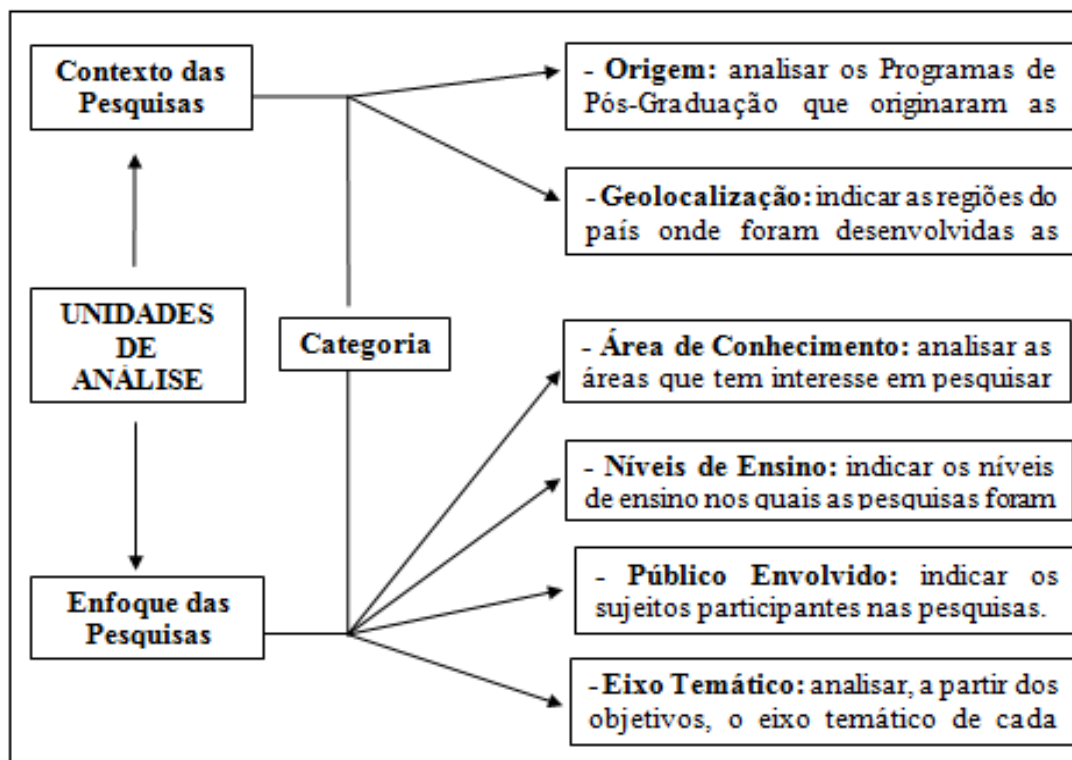 Contexto das
Pesquisas
- Origem: analisar os Programas de
Pós-Graduação que originaram as
- Geolocalização: indicar as regiões do
país onde foram desenvolvidas as
UNIDADES
DE
ANÁLISE
Categoria
- Área de Conhecimento: analisar as
áreas que tem interesse em pesquisar
- Níveis de Ensino: indicar os níveis
de ensino nos quais as pesquisas foram
Enfoque das
Pesquisas
- Público Envolvido: indicar os
sujeitos participantes nas pesquisas.
- Eixo Temático: analisar, a partir dos
objetivos, o eixo temático de cada